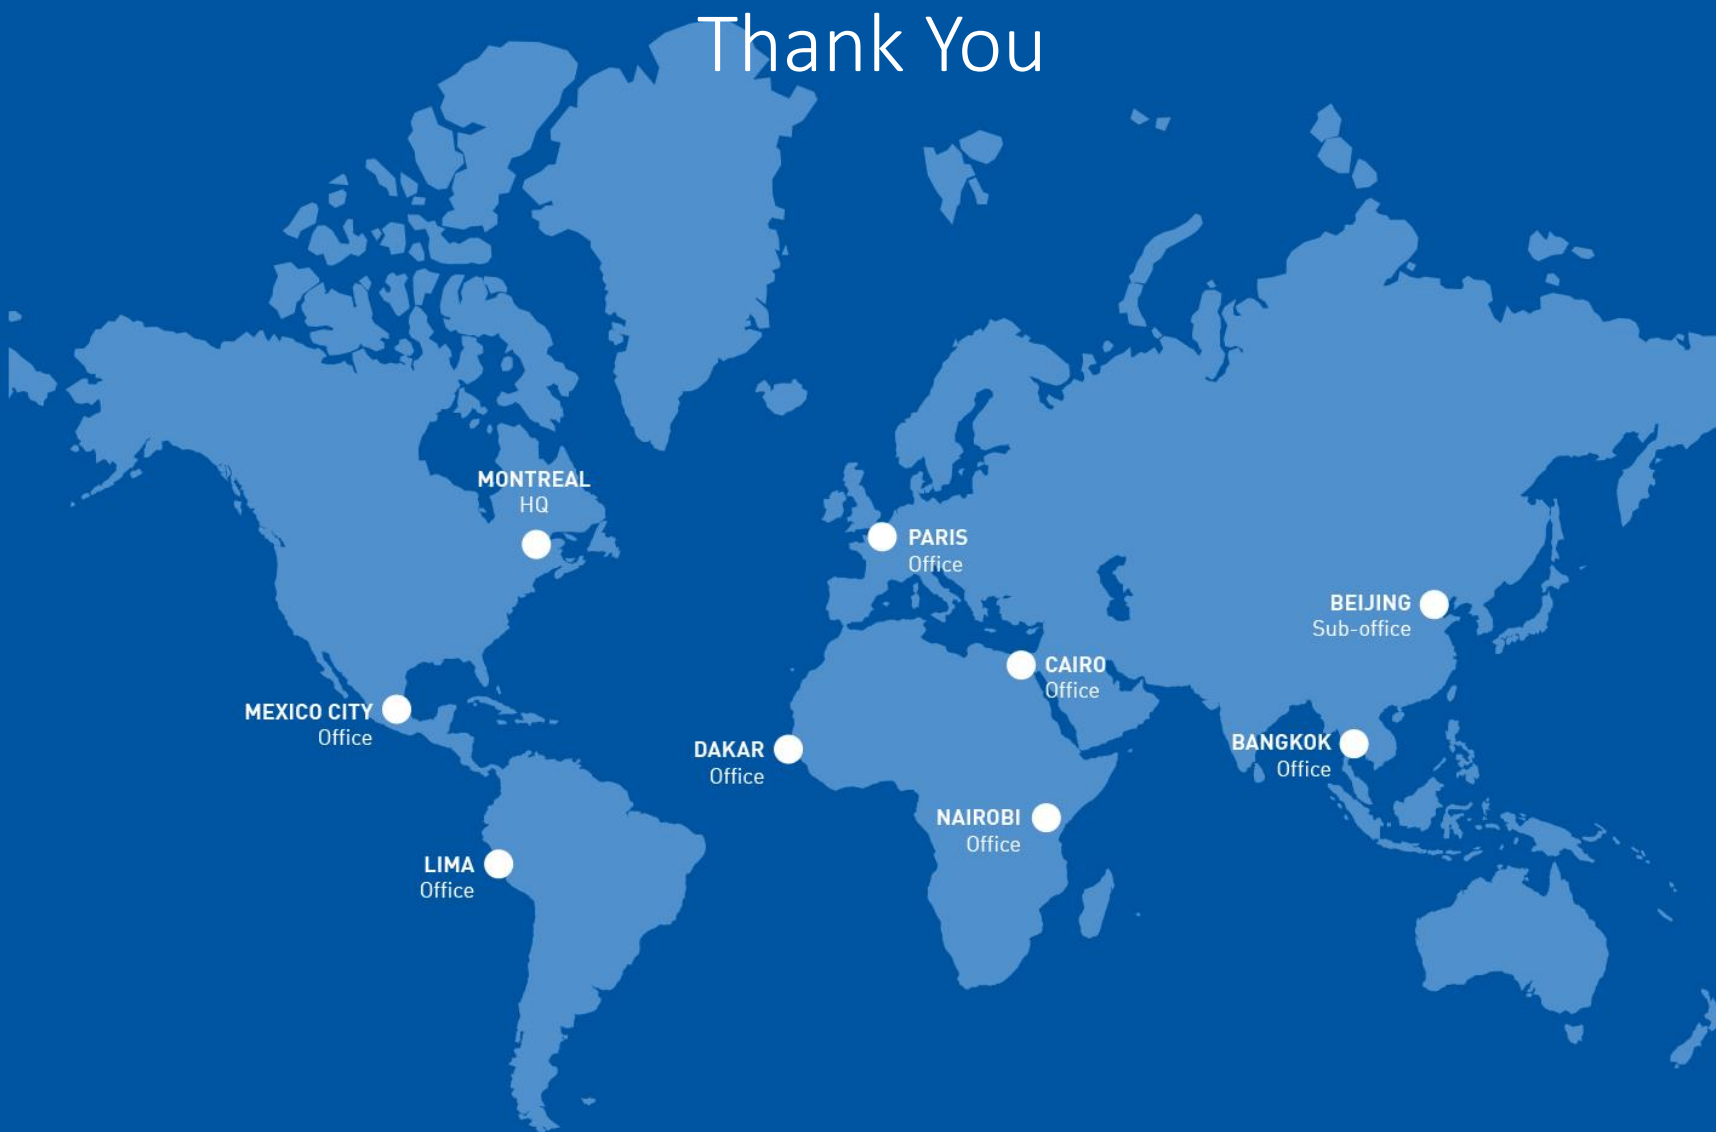 Thank You
MONTREAL
HQ
PARIS
Office
BEIJING
Sub-office
CAIRO
Office
MEXICO CITY
Office
DAKAR
Office
BANGKOK
Office
NAIROBI
Office
LIMA
Office